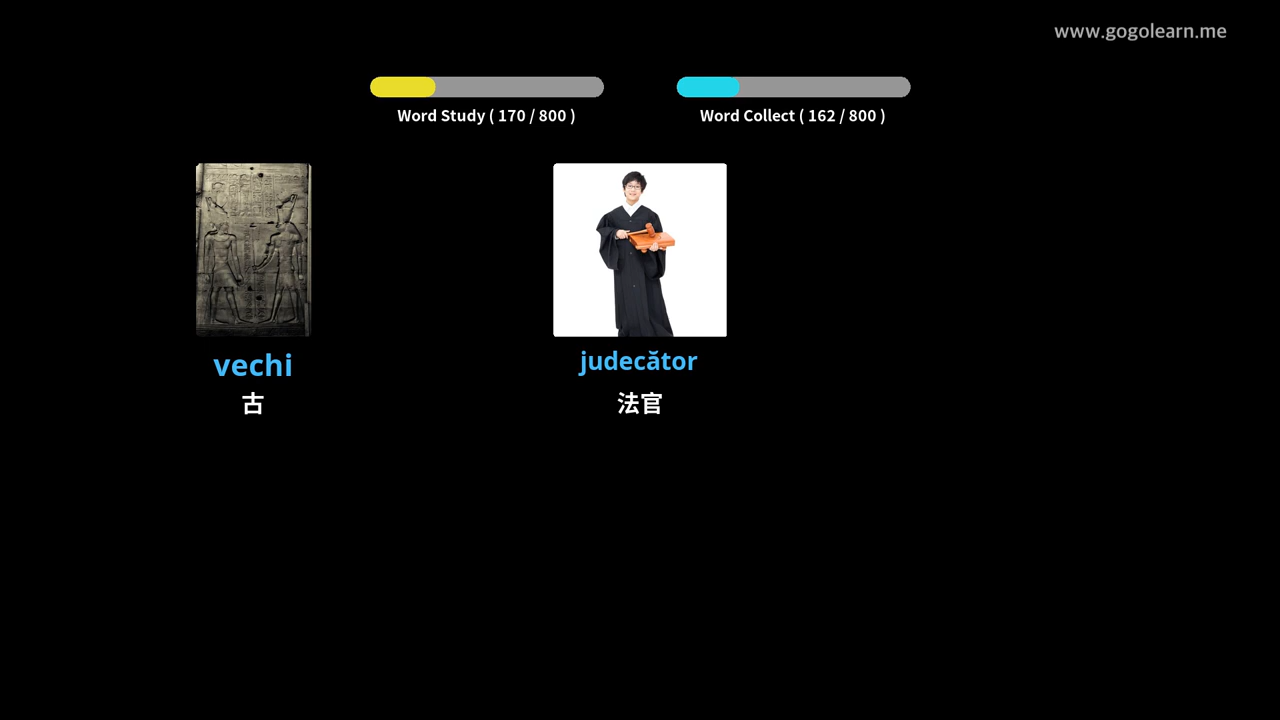 www.gogolearn.me
Word Study ( 170 / 800 )
Word Collect ( 162 / 800 )
vechi
古
judecător
法官